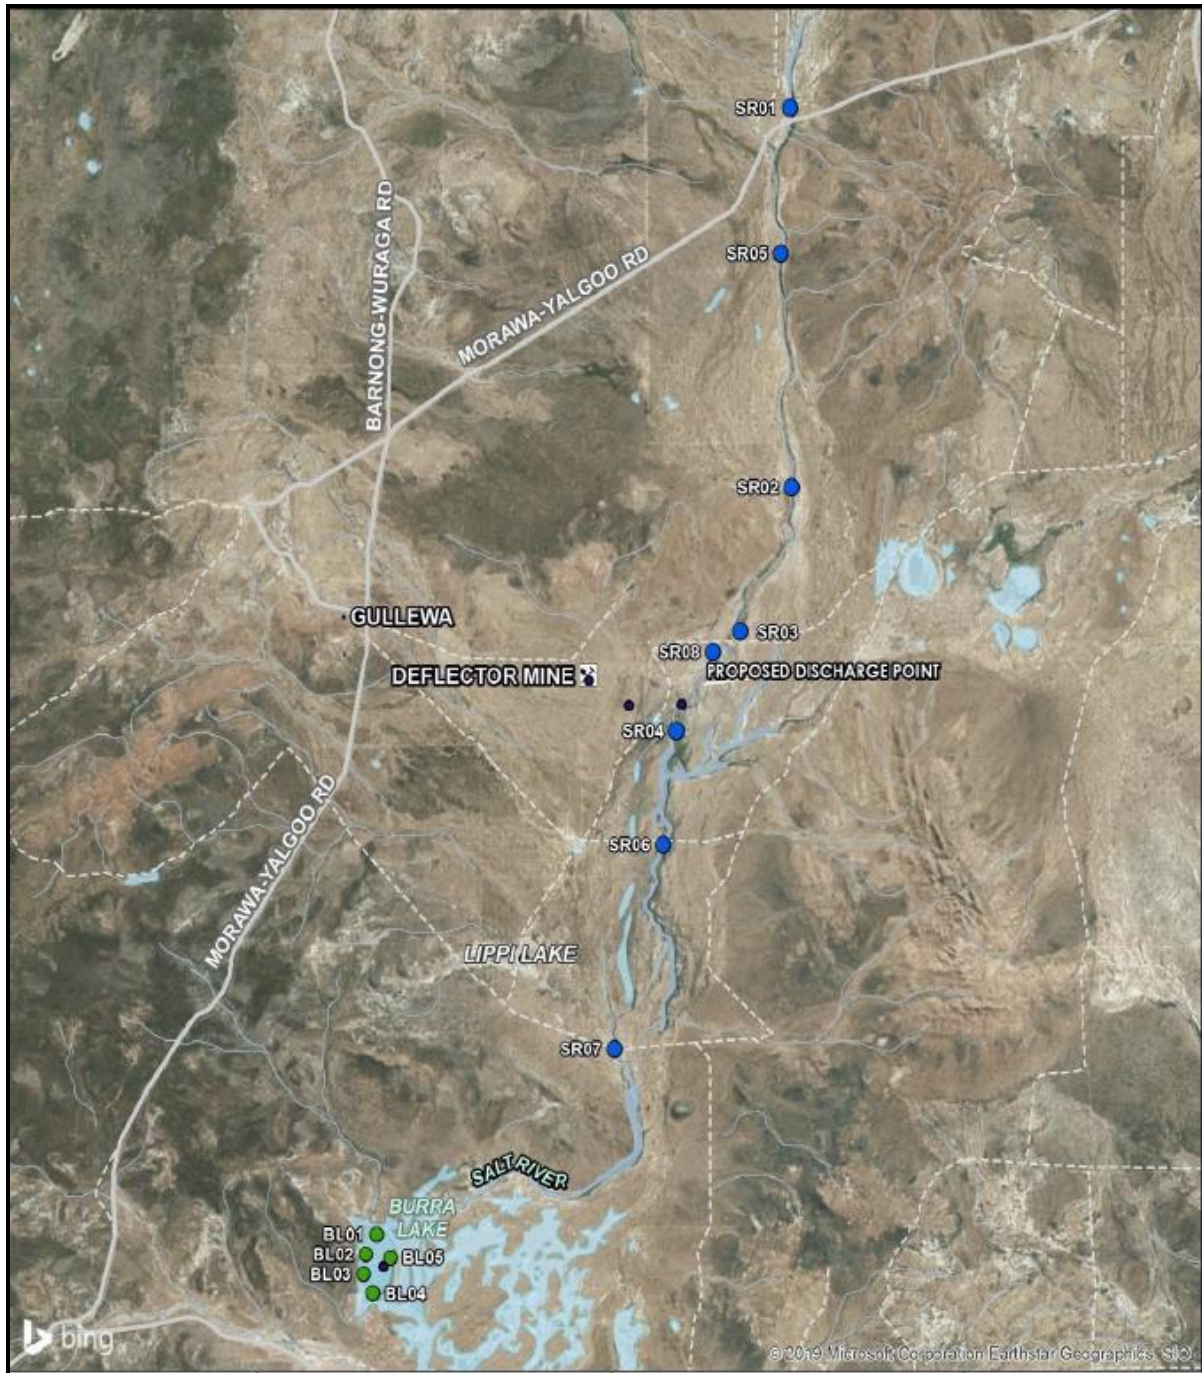 SR01
BARNONG-WURAGA RD
SR05
MORAWA-YALGOO RD
SR02
GULLEWA
SR03
SR08
DEFLECTOR MINE
PROPOSED DISCHARGE POINT
SR04
MORAWA-YALGOO RD
SR06
LIPPI LAKE
SR07
SALT RIVER
BURRA
LAKE
BL01
BL02
BL05
BL03
BL04
bing
© 2019 Microsoft Corporation Earthstar Geographics SIO